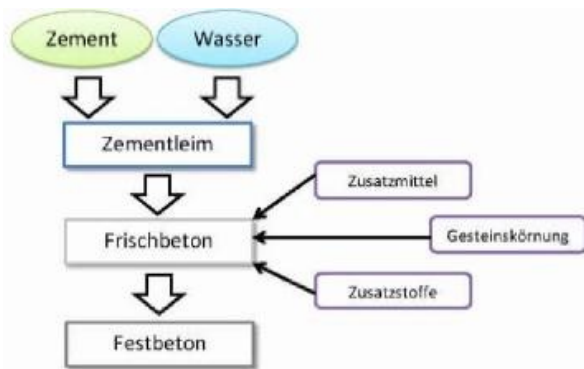 Zement
Wasser
Zementleim
Zusatzmittel
Frischbeton
Gesteinskörnung
Zusatzstoffe
Festbeton